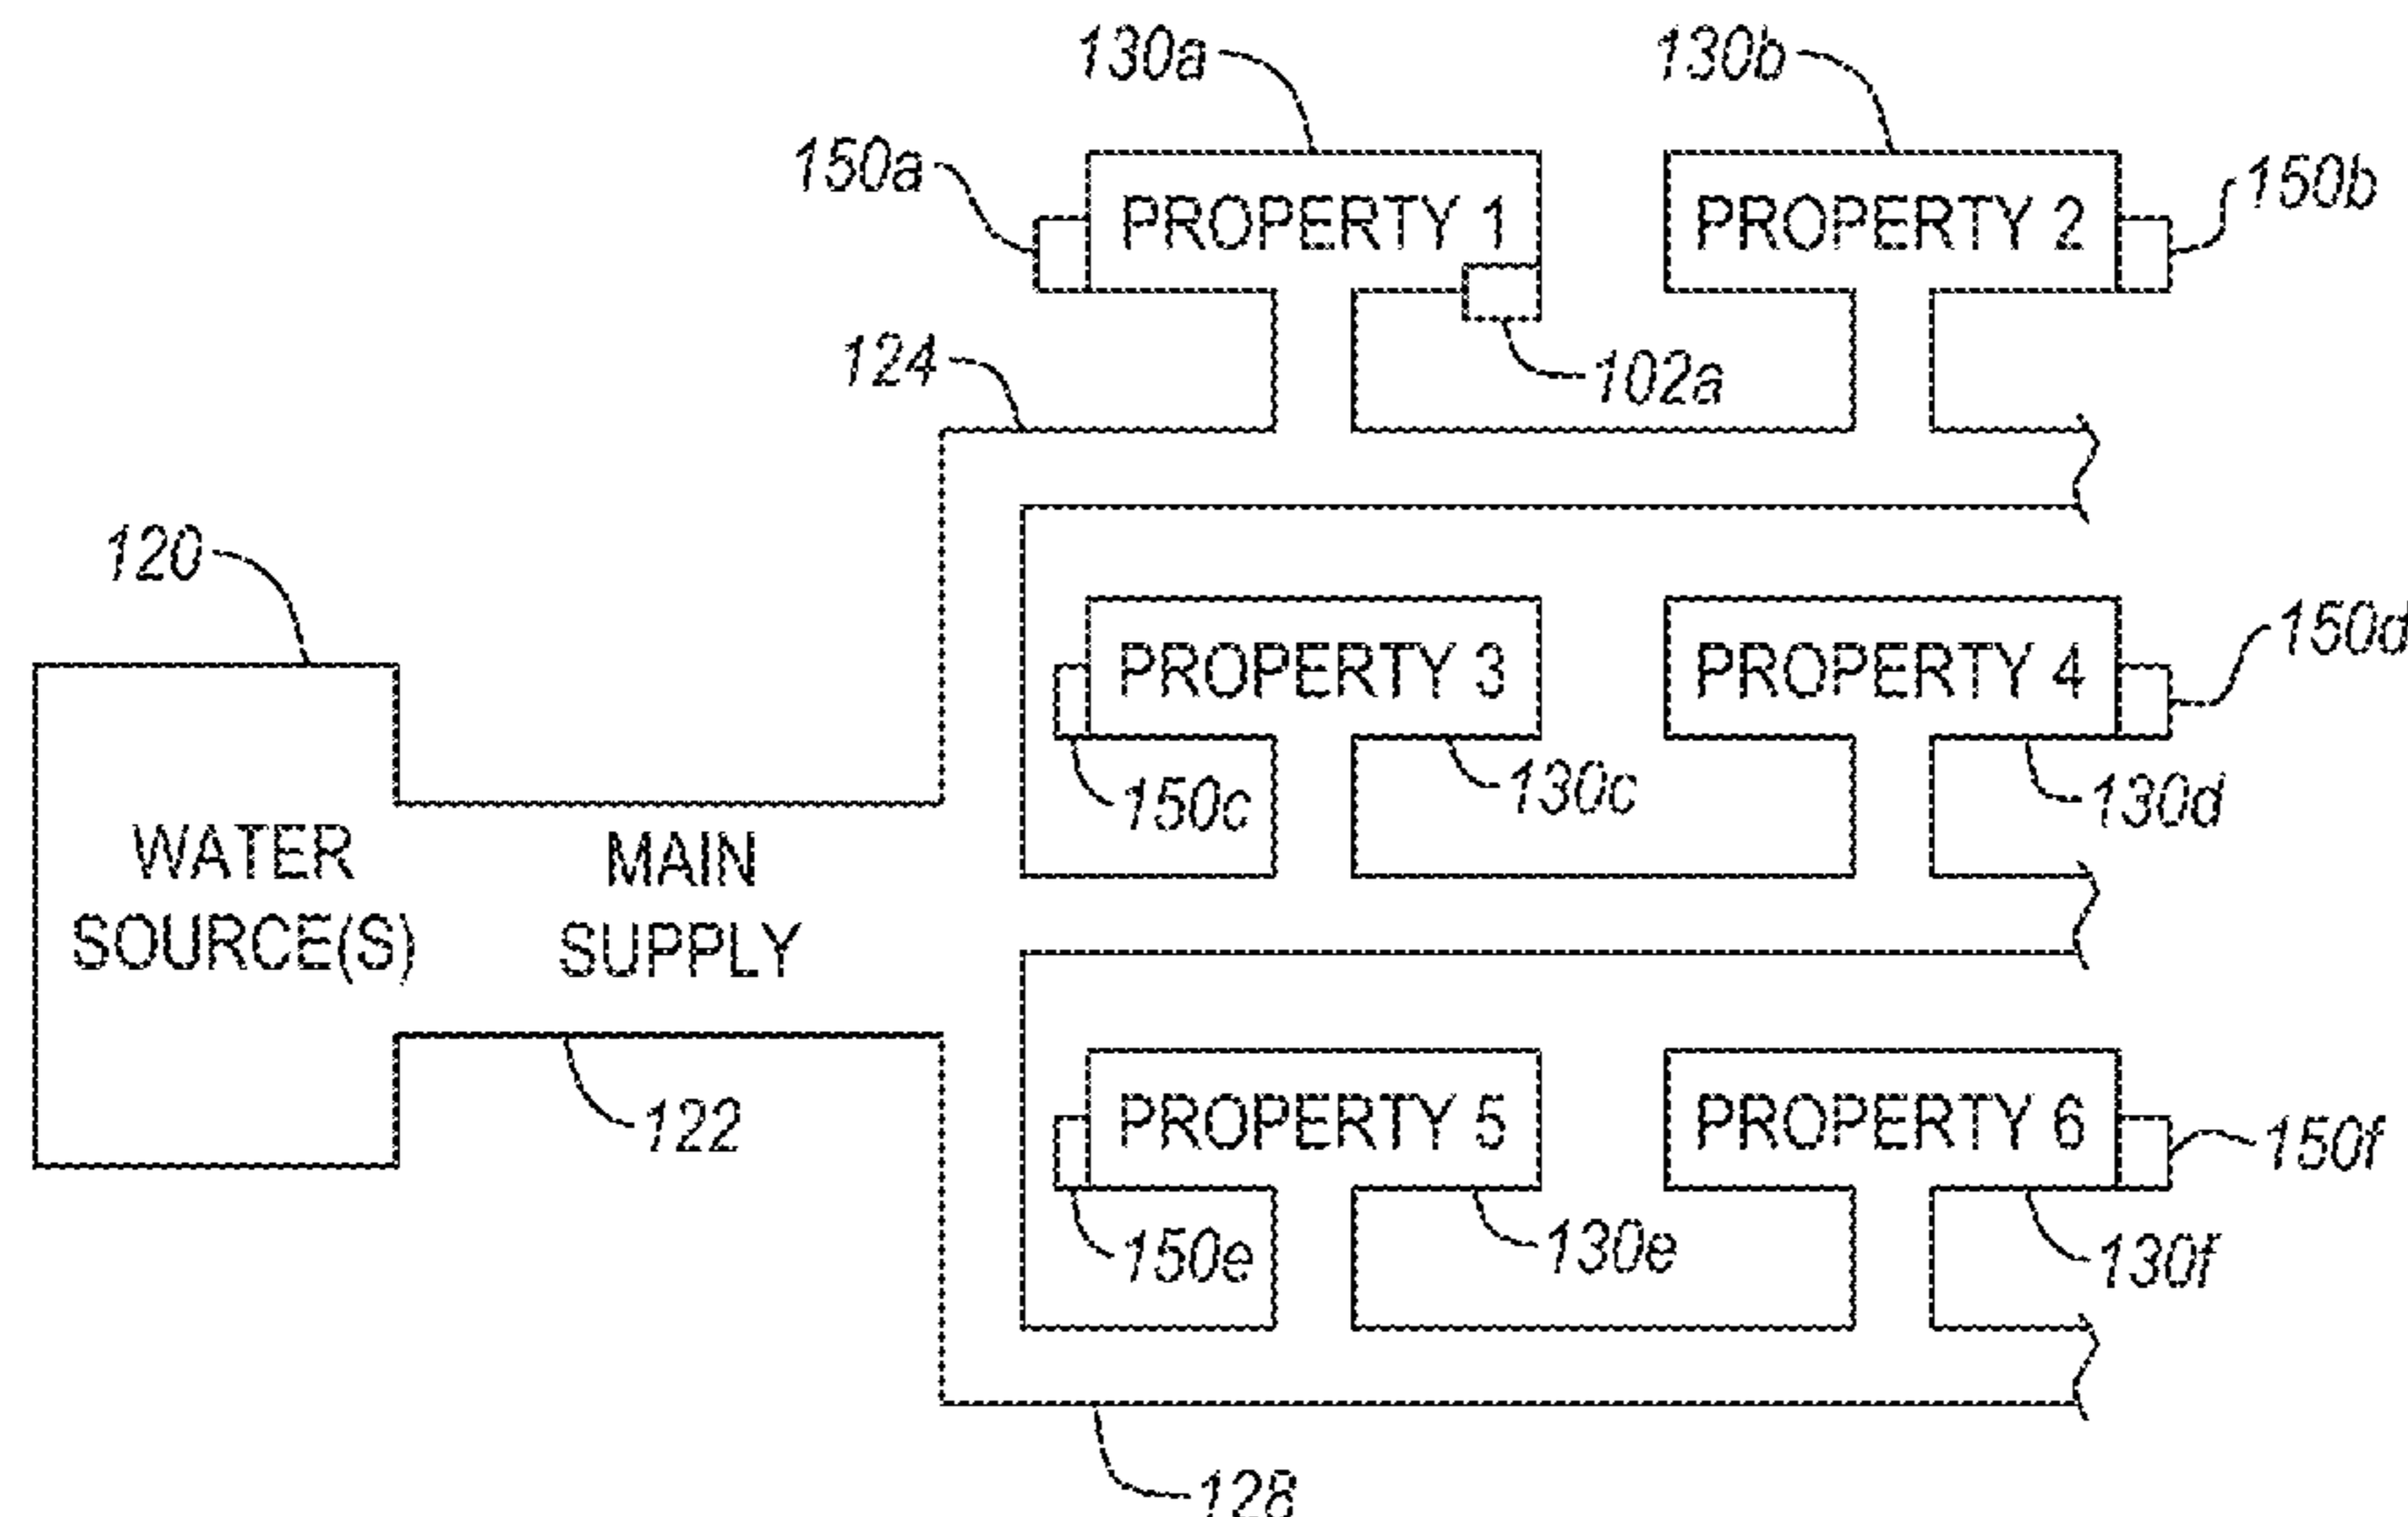 130a
130b
150a
150b
PROPERTY 1
PROPERTY 2
124
102a
120
150d
PROPERTY 3
PROPERTY 4
150c
130c
130d
WATER
SOURCE(S)
MAIN
SUPPLY
122
PROPERTY 5
PROPERTY 6
150f
150e
130e
130f
128